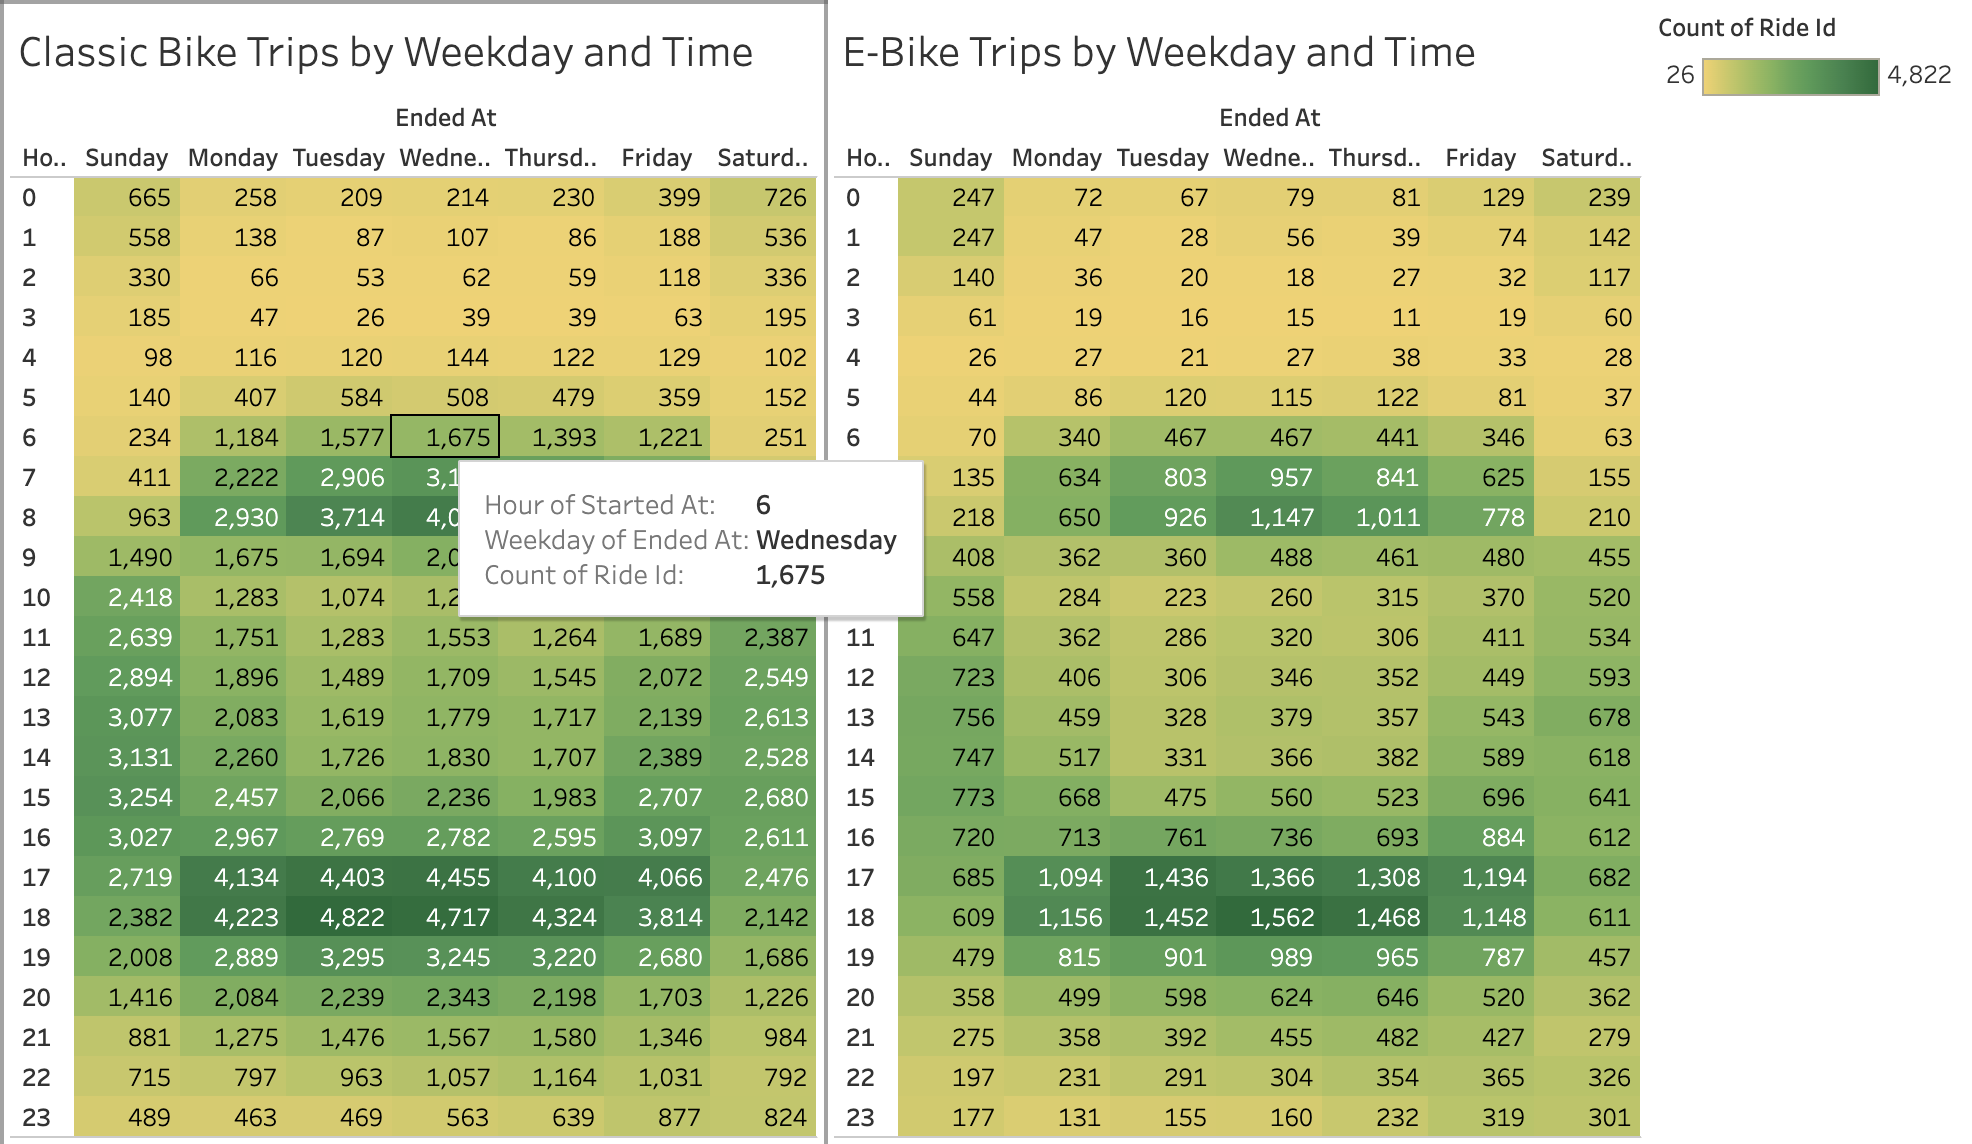 Classic Bike Trips by Weekday and Time
Ended At
Ho.. Sunday Monday Tuesday Wedne.. Thursd.. Friday Saturd..
0 665 258 209 214 230 399 726
1 558 138 87 107 86 188 536
2 330 66 53 62 59 118 336
3 185 47 26 39 39 63 195
4 98 116 120 144 122 129 102
5 140 407 584 508 479 359 152
6 234 1,184 1,577 1,675 1,393 1,221 251
7 411 2,222 2,906 3,1
8 963 2,930 3,714 4,0
9 1,490 1,675 1,694 2,0
10 2,418 1,283 1,074 1,2
11 2,639 1,751 1,283 1,553 1,264 1,689 2,387
12 2,894 1,896 1,489 1,709 1,545 2,072 2,549
13 3,077 2,083 1,619 1,779 1,717 2,139 2,613
14 3,131 2,260 1,726 1,830 1,707 2,389 2,528
15 3,254 2,457 2,066 2,236 1,983 2,707 2,680
16 3,027 2,967 2,769 2,782 2,595 3,097 2,611
17 2,719 4,134 4,403 4,455 4,100 4,066 2,476
18 2,382 4,223 4,822 4,717 4,324 3,814 2,142
19 2,008 2,889 3,295 3,245 3,220 2,680 1,686
20 1,416 2,084 2,239 2,343 2,198 1,703 1,226
21 881 1,275 1,476 1,567 1,580 1,346 984
22 715 797 963 1,057 1,164 1,031 792
23 489 463 469 563 639 877 824
Hour of Started At: 6
Weekday of Ended At: Wednesday
Count of Ride Id: 1,675
E-Bike Trips by Weekday and Time
Ended At
Ho.. Sunday Monday Tuesday Wedne.. Thursd.. Friday Saturd..
0 247 72 67 79 81 129 239
1 247 47 28 56 39 74 142
2 140 36 20 18 27 32 117
3 61 19 16 15 11 19 60
4 26 27 21 27 38 33 28
5 44 86 120 115 122 81 37
6 70 340 467 467 441 346 63
135 634 803 957 841 625 155
218 650 926 1,147 1,011 778 210
408 362 360 488 461 480 455
558 284 223 260 315 370 520
11 647 362 286 320 306 411 534
12 723 406 306 346 352 449 593
13 756 459 328 379 357 543 678
14 747 517 331 366 382 589 618
15 773 668 475 560 523 696 641
16 720 713 761 736 693 884 612
17 685 1,094 1,436 1,366 1,308 1,194 682
18 609 1,156 1,452 1,562 1,468 1,148 611
19 479 815 901 989 965 787 457
20 358 499 598 624 646 520 362
21 275 358 392 455 482 427 279
22 197 231 291 304 354 365 326
23 177 131 155 160 232 319 301
Count of Ride Id
26 4,822